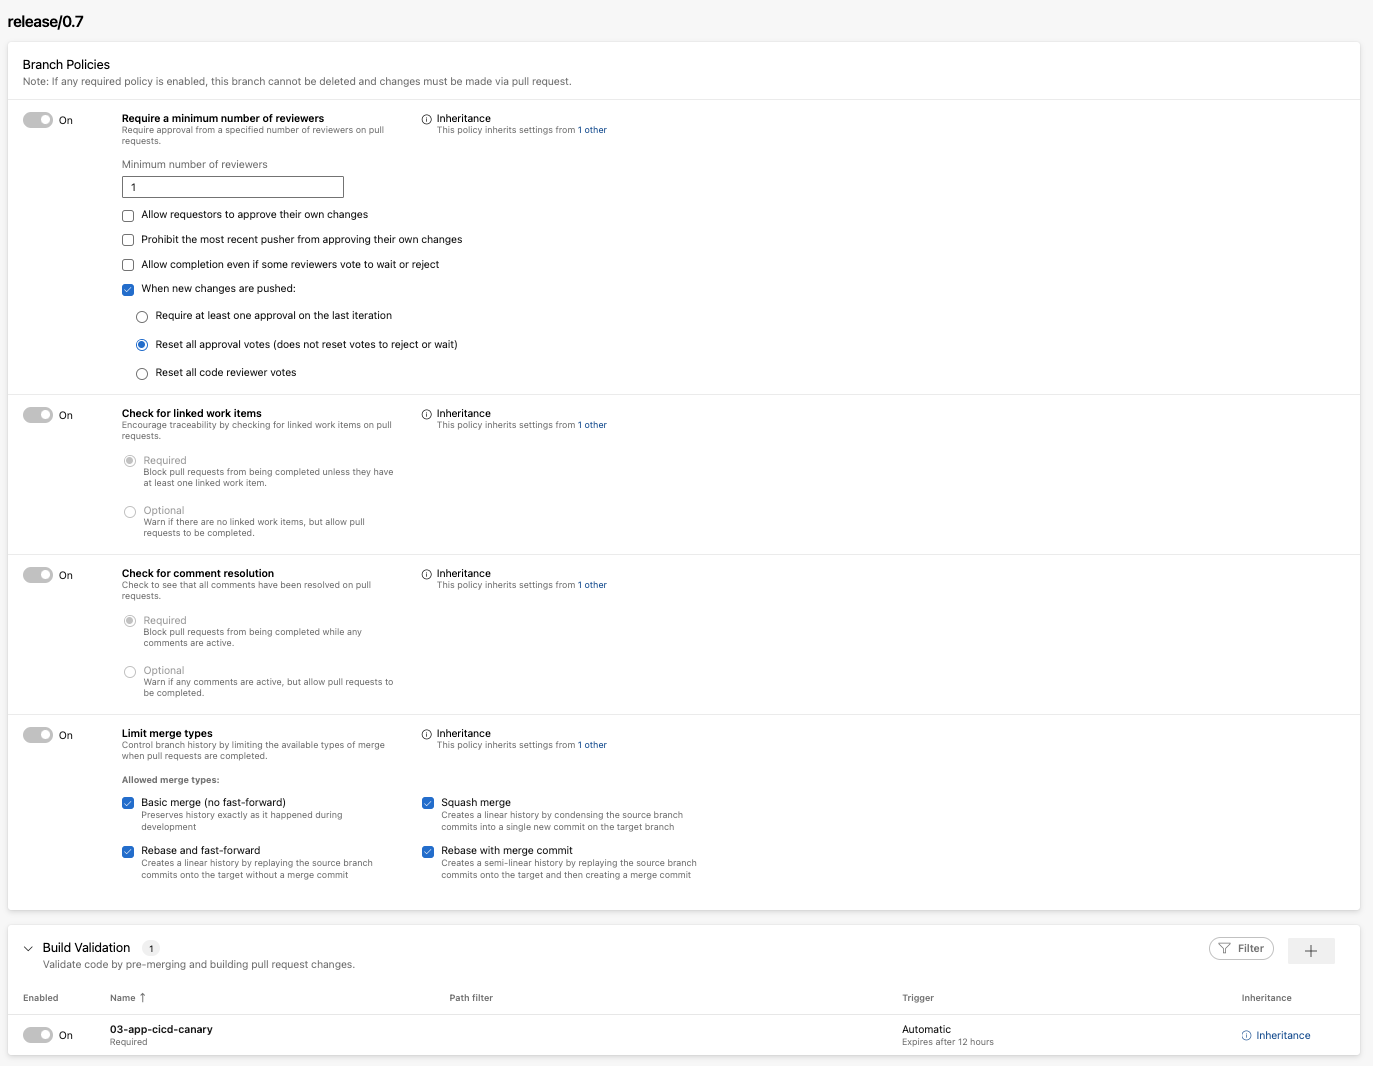 release/0.7
Branch Policies
Note: If any required policy is enabled, this branch cannot be deleted and changes must be made via pull request.
On
Require a minimum number of reviewers
Require approval from a specified number of reviewers on pull
requests.
Inheritance
This policy inherits settings from 1 other
Minimum number of reviewers
1
Allow requestors to approve their own changes
Prohibit the most recent pusher from approving their own changes
Allow completion even if some reviewers vote to wait or reject
When new changes are pushed:
Require at least one approval on the last iteration
Reset all approval votes (does not reset votes to reject or wait)
Reset all code reviewer votes
On
Check for linked work items
Encourage traceability by checking for linked work items on pull
requests.
Inheritance
This policy inherits settings from 1 other
Required
Block pull requests from being completed unless they have
at least one linked work item.
Optional
Warn if there are no linked work items, but allow pull
requests to be completed.
On
Check for comment resolution
Check to see that all comments have been resolved on pull
requests.
Inheritance
This policy inherits settings from 1 other
Required
Block pull requests from being completed while any
comments are active.
Optional
Warn if any comments are active, but allow pull requests to
be completed.
On
Limit merge types
Control branch history by limiting the available types of merge
when pull requests are completed.
Inheritance
This policy inherits settings from 1 other
Allowed merge types:
Basic merge (no fast-forward)
Preserves history exactly as it happened during
development
Squash merge
Creates a linear history by condensing the source branch
commits into a single new commit on the target branch
Rebase and fast-forward
Creates a linear history by replaying the source branch
commits onto the target without a merge commit
Rebase with merge commit
Creates a semi-linear history by replaying the source branch
commits onto the target and then creating a merge commit
Build Validation 1
Validate code by pre-merging and building pull request changes.
Filter
Enabled Name ↑ Path filter Trigger Inheritance
On
03-app-cicd-canary
Required
Automatic
Expires after 12 hours
Inheritance